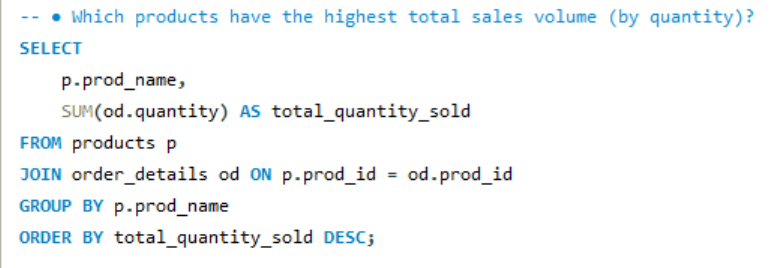 -- • Which products have the highest total sales volume (by quantity)?
SELECT
    p.prod_name,
    SUM(od.quantity) AS total_quantity_sold
FROM products p
JOIN order_details od ON p.prod_id = od.prod_id
GROUP BY p.prod_name
ORDER BY total_quantity_sold DESC;